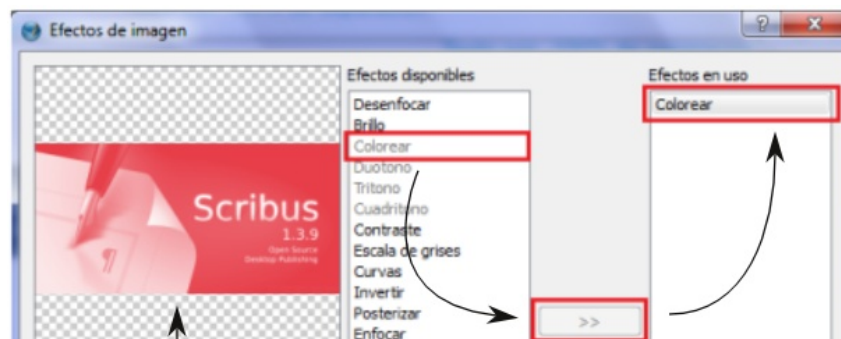 Efectos de imagen
Efectos disponibles
Efectos en uso
Desenfocar
Brillo
Colorear
Duotono
Tritono
Cuadritono
Contraste
Escala de grises
Curvas
Invertir
Posterizar
Enfocar
Colorear
Scribus
1.3.9
Open Source
Desktop Publishing
>>